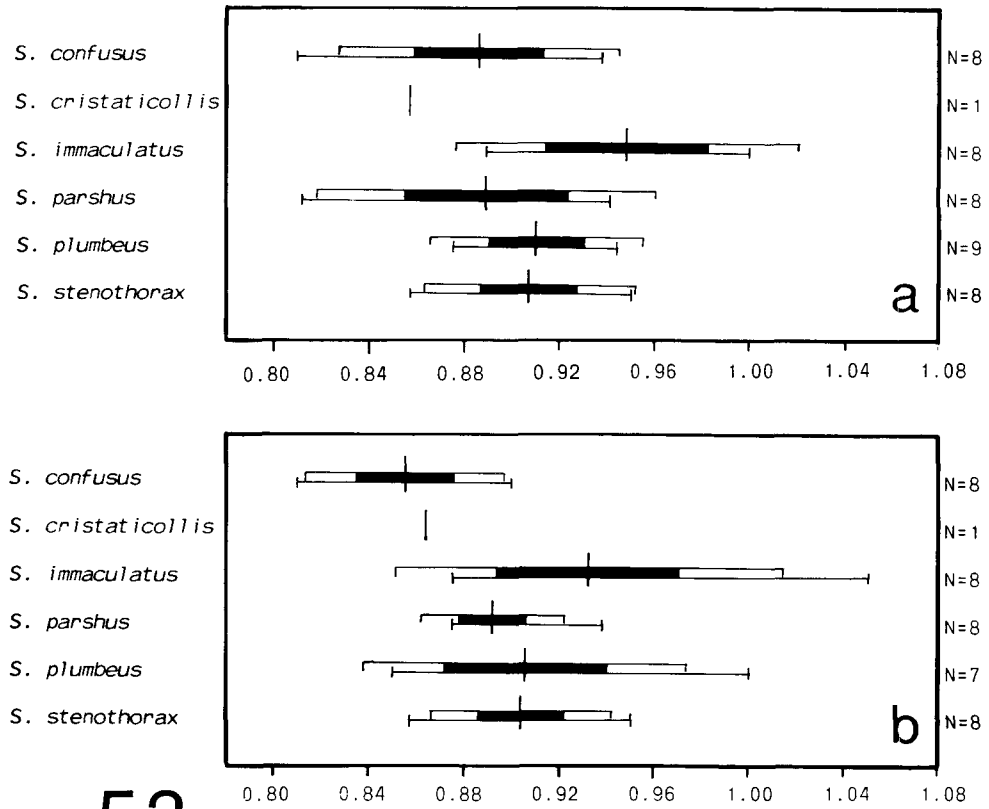 S. confusus N=8
S. cristaticollis N=1
S. immaculatus N=8
S. parshus N=8
S. plumbeus N=9
S. stenothorax N=8
a
0.80 0.84 0.88 0.92 0.96 1.00 1.04 1.08
S. confusus N=8
S. cristaticollis N=1
S. immaculatus N=8
S. parshus N=8
S. plumbeus N=7
S. stenothorax N=8
b
0.80 0.84 0.88 0.92 0.96 1.00 1.04 1.08